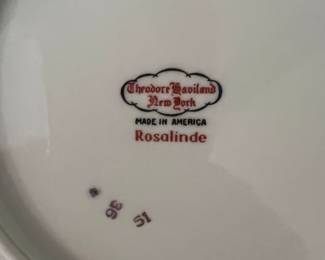 Theodore Haviland
New York
MADE IN AMERICA
Rosalinde
36
51